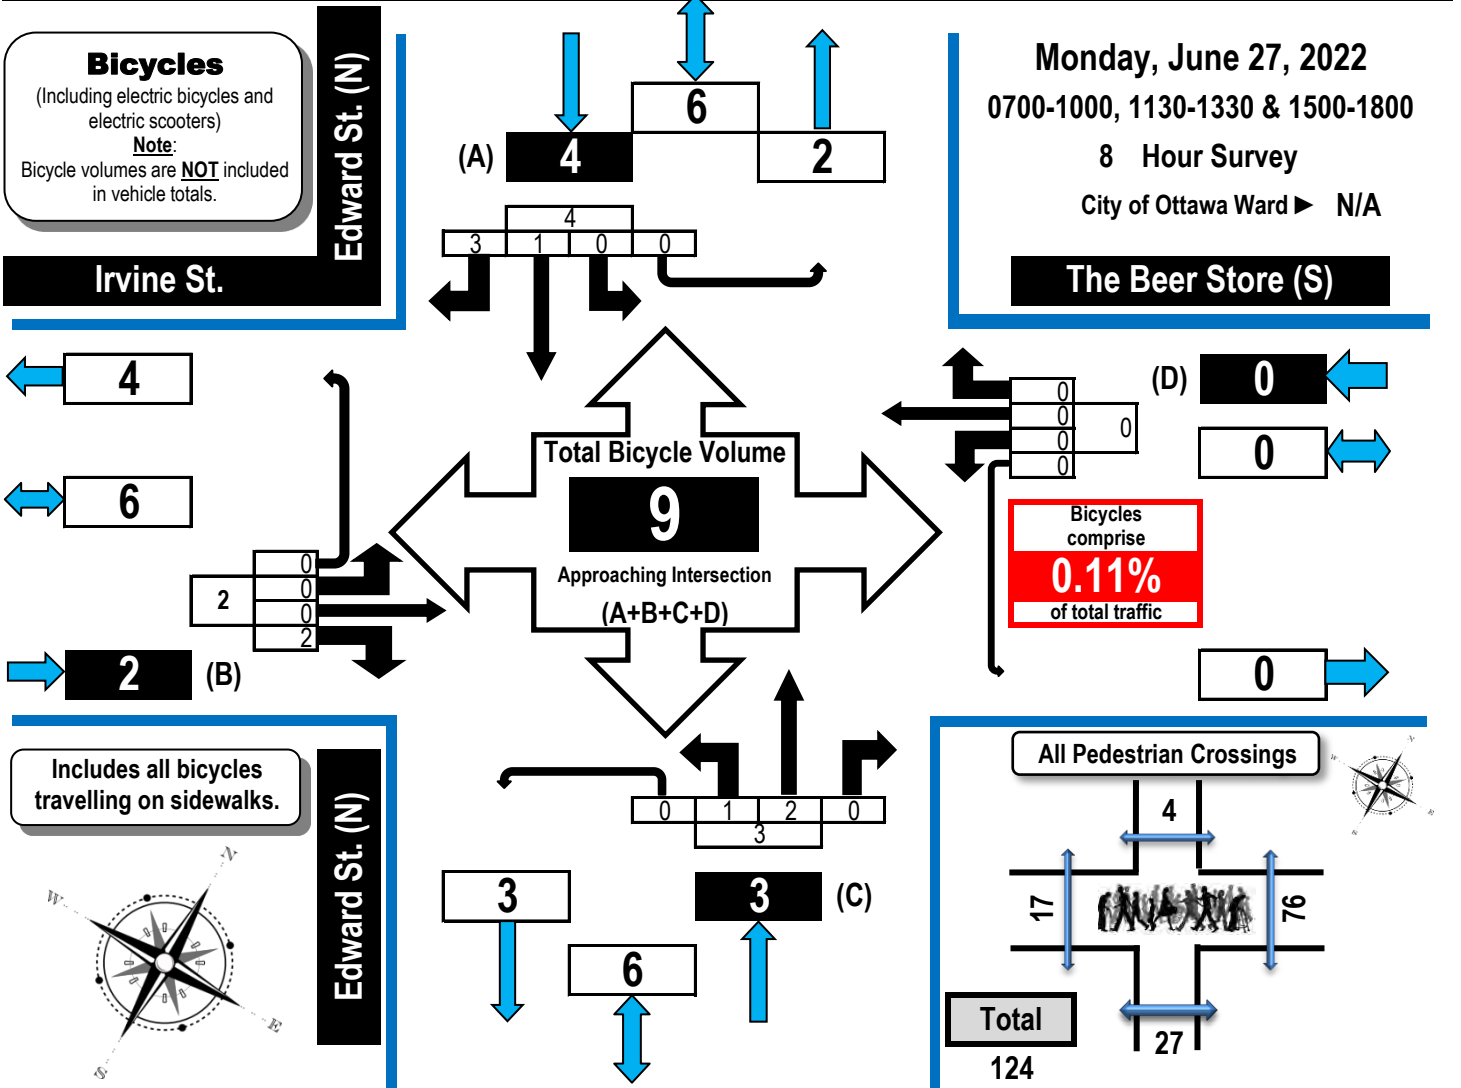 Bicycles
(Including electric bicycles and
electric scooters)
Note:
Bicycle volumes are NOT included
in vehicle totals.
Edward St. (N)
Irvine St.
(A)
4
6
2
4
3 1 0 0
Monday, June 27, 2022
0700-1000, 1130-1330 & 1500-1800
8 Hour Survey
City of Ottawa Ward ► N/A
The Beer Store (S)
4
6
0
0
2
0
2
2
(B)
Total Bicycle Volume
9
Approaching Intersection
(A+B+C+D)
0
0
0
0
0
(D)
0
0
Bicycles
comprise
0.11%
of total traffic
0
Includes all bicycles
travelling on sidewalks.
Edward St. (N)
N
W
E
S
0 1 2 0
3
3
3
(C)
6
All Pedestrian Crossings
N
W
E
S
4
17
76
27
Total
124